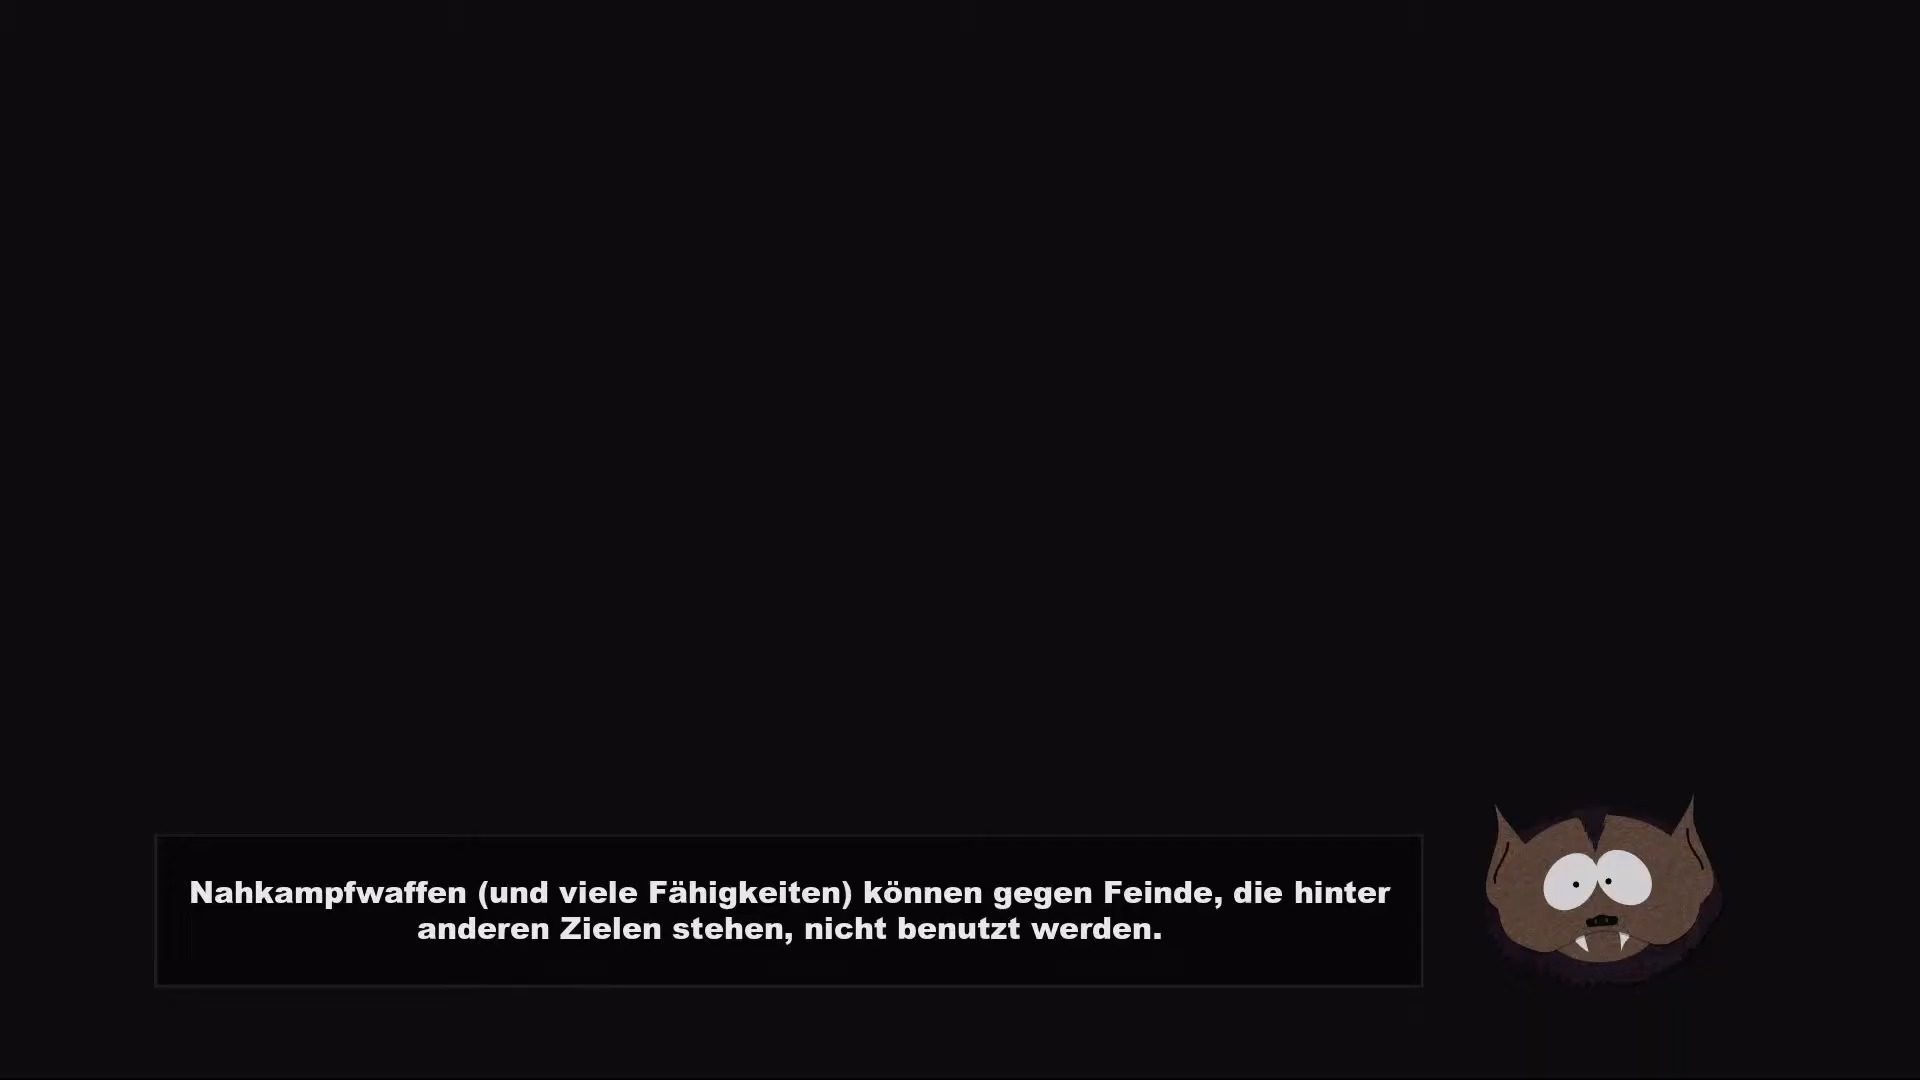 Nahkampfwaffen (und viele Fähigkeiten) können gegen Feinde, die hinter
anderen Zielen stehen, nicht benutzt werden.